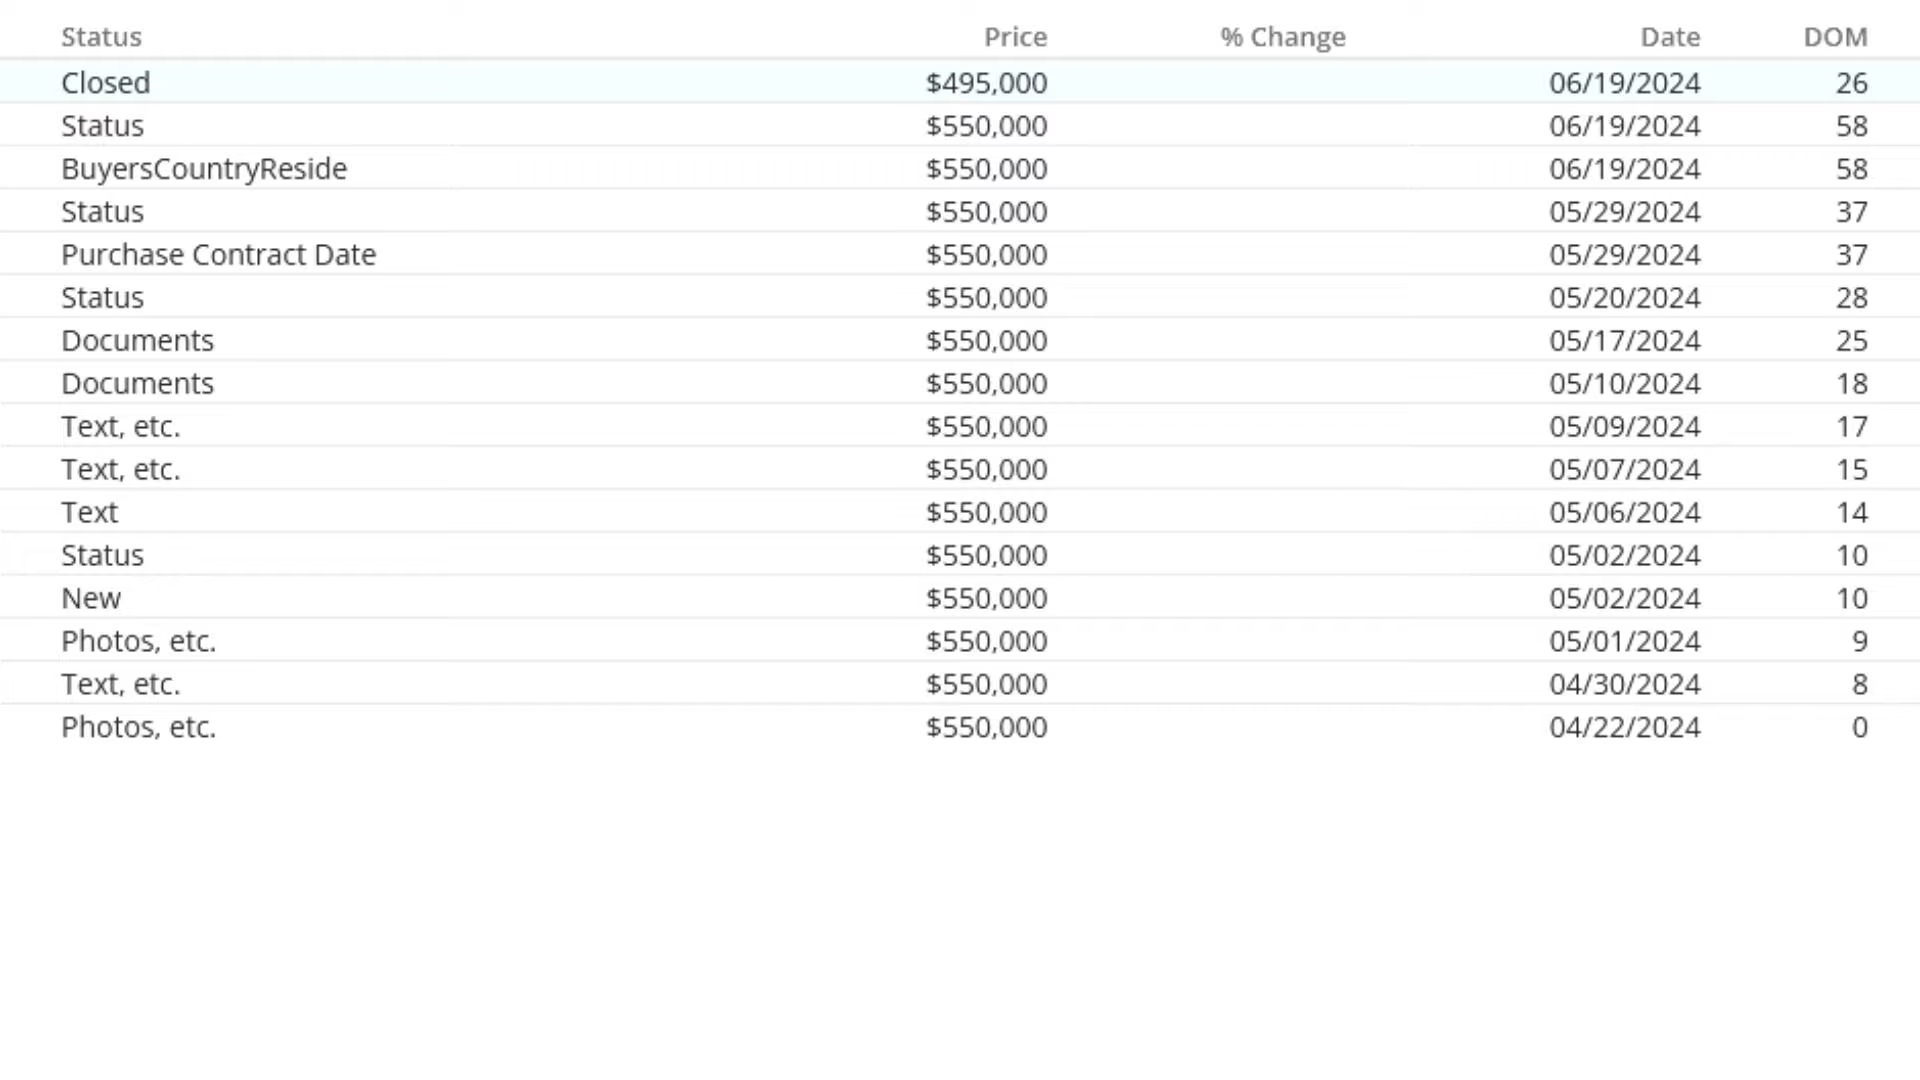 Status Price % Change Date DOM
Closed $495,000 06/19/2024 26
Status $550,000 06/19/2024 58
BuyersCountryReside $550,000 06/19/2024 58
Status $550,000 05/29/2024 37
Purchase Contract Date $550,000 05/29/2024 37
Status $550,000 05/20/2024 28
Documents $550,000 05/17/2024 25
Documents $550,000 05/10/2024 18
Text, etc. $550,000 05/09/2024 17
Text, etc. $550,000 05/07/2024 15
Text $550,000 05/06/2024 14
Status $550,000 05/02/2024 10
New $550,000 05/02/2024 10
Photos, etc. $550,000 05/01/2024 9
Text, etc. $550,000 04/30/2024 8
Photos, etc. $550,000 04/22/2024 0